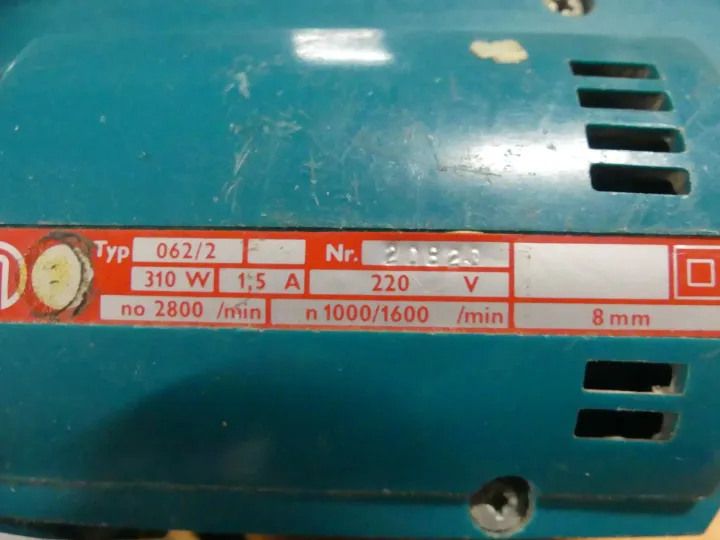 Typ 062/2 Nr.
310 W 1,5 A 220 V
no 2800 /min n 1000/1600 /min 8 mm